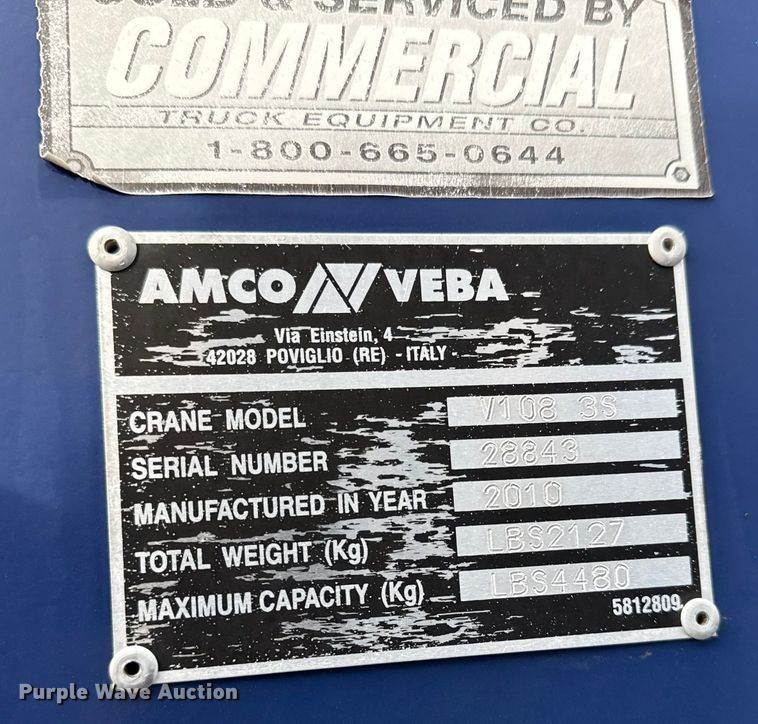 SOLD & SERVICED BY
COMMERCIAL
TRUCK EQUIPMENT CO.
1-800-665-0644
AMCO VEBA
Via Einstein, 4
42028 POVIGLIO (RE) - ITALY -
CRANE MODEL V108 3S
SERIAL NUMBER 28843
MANUFACTURED IN YEAR 2010
TOTAL WEIGHT (Kg) LBS2127
MAXIMUM CAPACITY (Kg) LBS4480
5812809
Purple Wave Auction